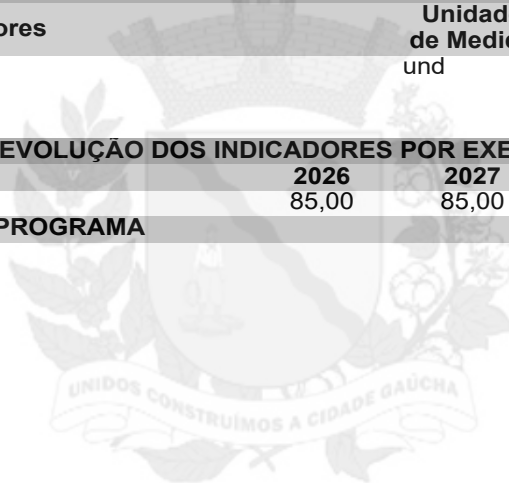 Unidad
ores
de Medi
und
EVOLUÇÃO DOS INDICADORES POR EXE
2026 2027
85,00 85,00
PROGRAMA
UNIDOS CONSTRUÍMOS A CIDADE GAÚCHA